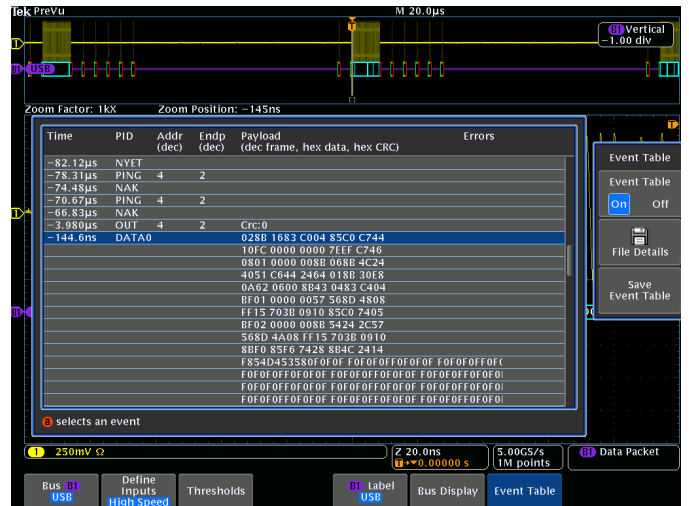 Tek PreVu M 20.0µs
T
B1 Vertical
-1.00 div
B1 USB
Zoom Factor: 1kX Zoom Position: -145ns
Time PID Addr Endp Payload Errors
(dec) (dec) (dec frame, hex data, hex CRC)
-82.12µs NYET
-78.31µs PING 4 2
-74.48µs NAK
-70.67µs PING 4 2
-66.83µs NAK
-3.980µs OUT 4 2 Crc:0
-144.6ns DATA0 028B 1683 C004 85C0 C744
10FC 0000 0000 7EEF C746
0801 0000 008B 068B 4C24
4051 C644 2464 018B 30E8
0A62 0600 8B43 0483 C404
BF01 0000 0057 568D 4808
FF15 703B 0910 85C0 7405
BF02 0000 008B 5424 2C57
568D 4A08 FF15 703B 0910
8BF0 85F6 7428 8B4C 2414
a selects an event
Event Table
Event Table
On Off
File Details
Save
Event Table
1 250mV Ω
Z 20.0ns
T 0.00000 s
5.00GS/s
1M points
B1 Data Packet
Bus B1
USB
Define
Inputs
High Speed
Thresholds
B1 Label
USB
Bus Display
Event Table